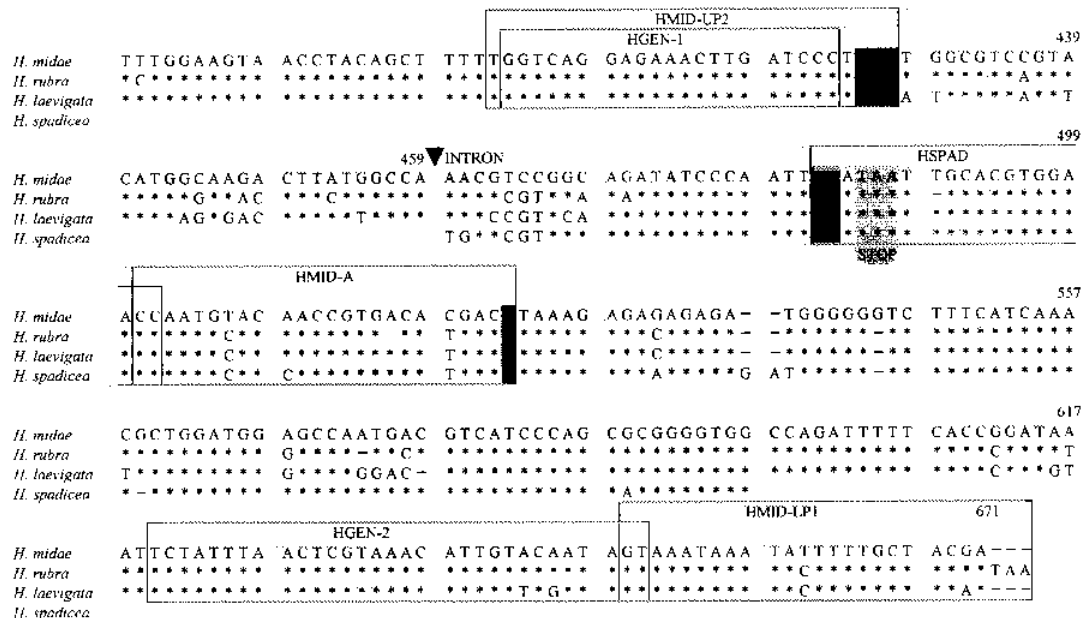 HMID-LP2
HGEN-1 439
H. midae TTTGGAAGTA ACCTACAGCT TTTTGGTCAG GAGAAACTTG ATCCCT T GGCGTCCGTA
H. rubra *C******** ********** ********** ********** ****** * *******A**
H. laevigata ********** ********** ********** ********** ****** A T******A*T
H. spadicea
459 INTRON HSPAD 499
H. midae CATGGCAAGA CTTATGGCCA AACGTCCGGC AGATATCCCA ATT ATAAT TGCACGTGGA
H. rubra *****G**AC ***C****** ****CGT**A **A******* *** ***** *-********
H. laevigata ****AG*GAC *****T**** ***CCGT*CA ********** *** ***** **********
H. spadicea TG**CGT*** ********** *** ***** **********
STOP
HMID-A 557
H. midae ACCAATGTAC AACCGTGACA CGAC TAAAG AGAGAGAGA- -TGGGGGGTCT TTCATCAAA
H. rubra *******C** ******** * T*** ***** **C*****-- *****-** **********
H. laevigata *******C** ********** T*** ***** **C*****-- *****-** **********
H. spadicea *******C** C********* T*** ***** **A*****G AT*****-** **********
617
H. midae CGCTGGATGG AGCCAATGAC GTCATCCCAG CGCGGGGTGG CCAGATTTTT CACCGGATAA
H. rubra ********** G****-**C* ********** ********** ********** ****C****T
H. laevigata T********* G****GGAC- ********** ********** ********** ****C***GT
H. spadicea *-******** ********** ********** A********
HGEN-2 HMID-LP1 671
H. midae ATTCTATTTA ACTCGTAAAC ATTGTACAAT AGTAAATAAA TATTTTTGCT ACGA---
H. rubra ********** ********** ********** ********** **C******* ****TAA
H. laevigata ********** ********** *****T*G** ********** **C******* **A*---
H. spadicea